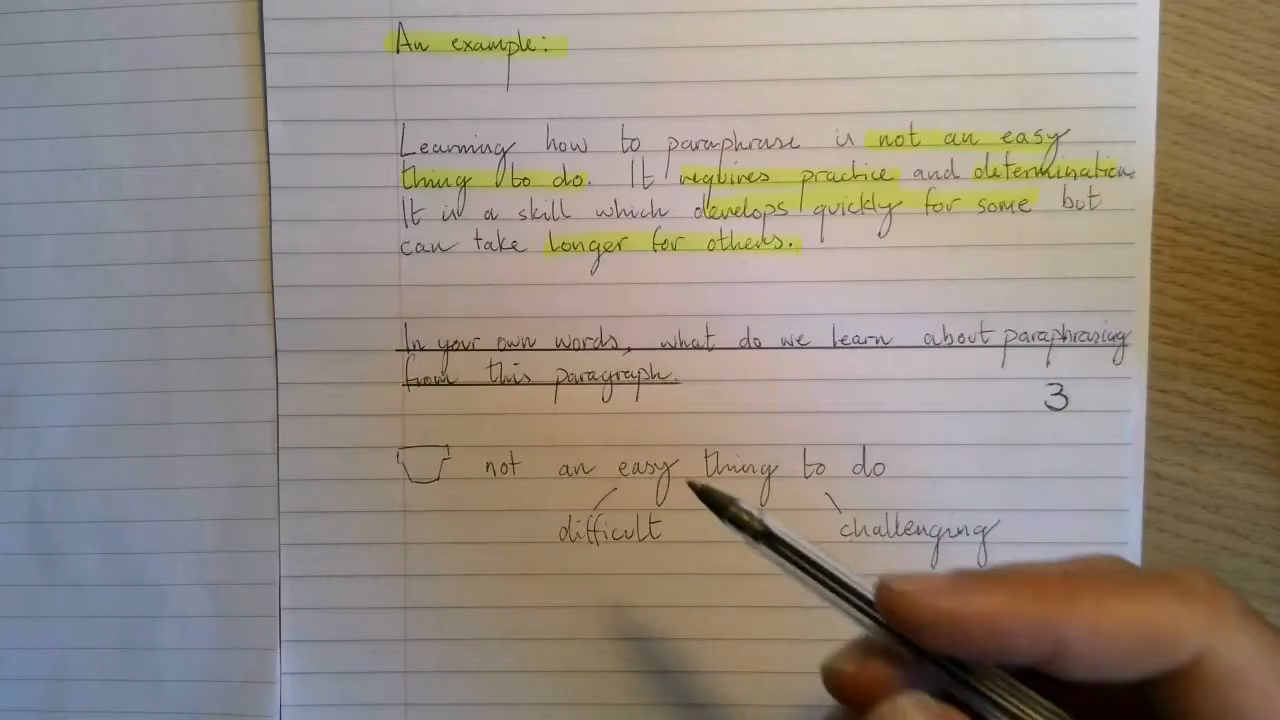 An example:
Learning how to paraphrase is not an easy
thing to do. It requires practice and determination.
It is a skill which develops quickly for some but
can take longer for others.
In your own words, what do we learn about paraphrasing
from this paragraph.
3
not an easy thing to do
difficult challenging